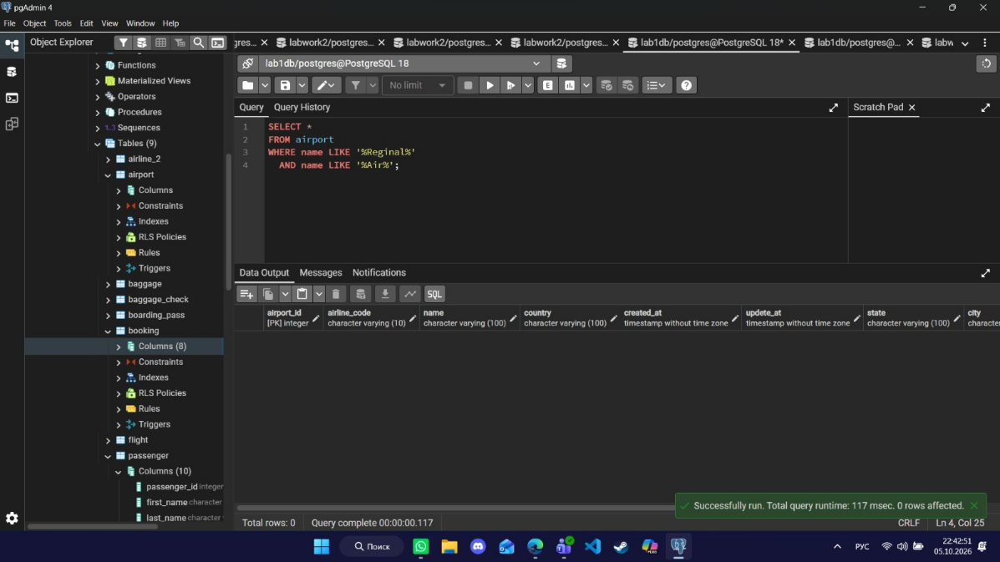 pgAdmin 4
File Object Tools Edit View Window Help
Object Explorer
gres... labwork2/postgres... labwork2/postgres... labwork2/postgres... lab1db/postgres@PostgreSQL 18* lab1db/postgres@... labw
lab1db/postgres@PostgreSQL 18
No limit
E
Query Query History
Scratch Pad
1 SELECT *
2 FROM airport
3 WHERE name LIKE '%Reginal%'
4 AND name LIKE '%Air%';
Functions
Materialized Views
Operators
Procedures
1..3 Sequences
Tables (9)
airline_2
airport
Columns
Constraints
Indexes
RLS Policies
Rules
Triggers
baggage
baggage_check
boarding_pass
booking
Columns (8)
Constraints
Indexes
RLS Policies
Rules
Triggers
flight
passenger
Columns (10)
passenger_id integer
first_name character
last_name character
Data Output Messages Notifications
SQL
airport_id airline_code name country created_at updete_at state city
[PK] integer character varying (10) character varying (100) character varying (100) timestamp without time zone timestamp without time zone character varying (100) characte
Successfully run. Total query runtime: 117 msec. 0 rows affected.
Total rows: 0 Query complete 00:00:00.117 CRLF Ln 4, Col 25
Поиск
РУС
22:42:51
05.10.2026